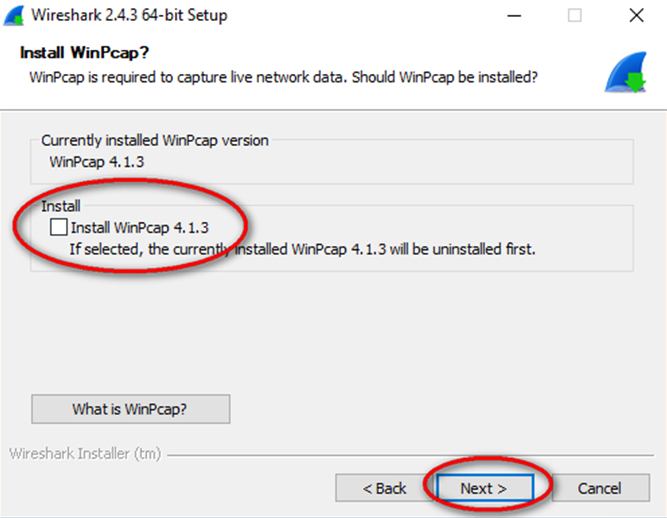 Wireshark 2.4.3 64-bit Setup
Install WinPcap?
WinPcap is required to capture live network data. Should WinPcap be installed?
Currently installed WinPcap version
WinPcap 4.1.3
Install
Install WinPcap 4.1.3
If selected, the currently installed WinPcap 4.1.3 will be uninstalled first.
What is WinPcap?
Wireshark Installer (tm)
< Back Next > Cancel